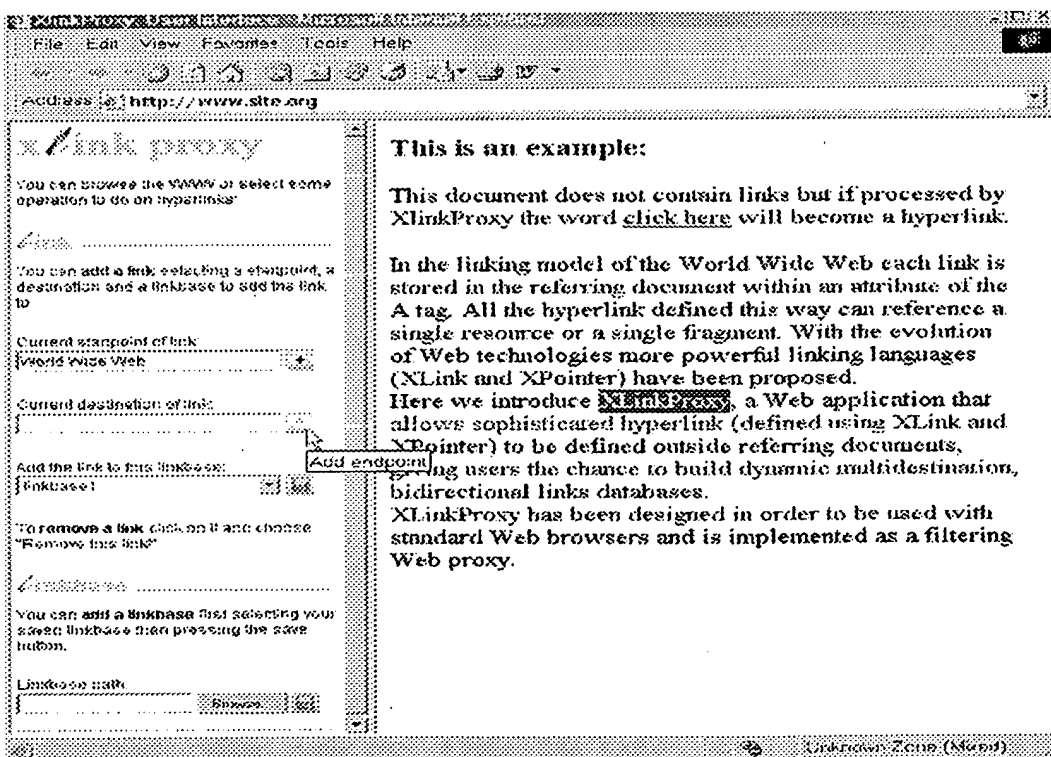 XLinkProxy User Interface - Microsoft Internet Explorer
File Edit View Favorites Tools Help
Address http://www.site.org
xlink proxy
You can browse the WWW or select some
operation to do on hyperlinks:
Link
You can add a link selecting a startpoint, a
destination and a linkbase to add the link
to
Current startpoint of link:
World Wide Web +
Current destination of link:
Add endpoint
Add the link to this linkbase:
linkbase1
To remove a link click on it and choose
"Remove this link"
Linkbase
You can add a linkbase first selecting your
saved linkbase then pressing the save
button.
Linkbase path
Browse...
This is an example:
This document does not contain links but if processed by
XlinkProxy the word click here will become a hyperlink.
In the linking model of the World Wide Web each link is
stored in the referring document within an attribute of the
A tag. All the hyperlink defined this way can reference a
single resource or a single fragment. With the evolution
of Web technologies more powerful linking languages
(XLink and XPointer) have been proposed.
Here we introduce XLinkProxy, a Web application that
allows sophisticated hyperlink (defined using XLink and
XPointer) to be defined outside referring documents,
users the chance to build dynamic multidestination,
bidirectional links databases.
XLinkProxy has been designed in order to be used with
standard Web browsers and is implemented as a filtering
Web proxy.
Unknown Zone (Mixed)